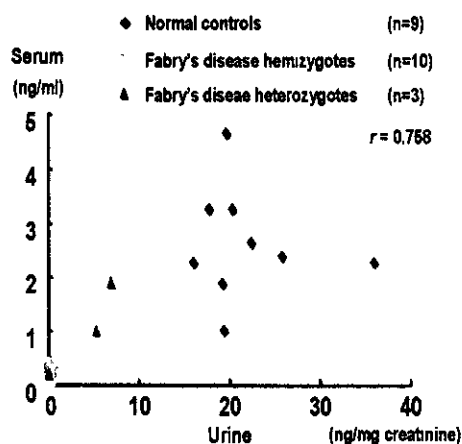 Normal controls (n=9)
Serum Fabry's disease hemizygotes (n=10)
(ng/ml) Fabry's diseae heterozygotes (n=3)
5
r = 0.758
4
3
2
1
0
0 10 20 30 40
Urine (ng/mg creatinine)